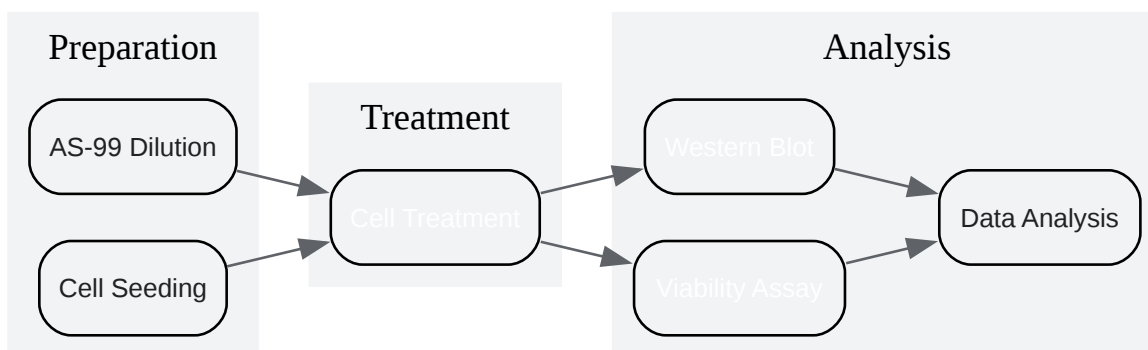 Preparation
AS-99 Dilution
Cell Seeding
Treatment
Cell Treatment
Analysis
Western Blot
Viability Assay
Data Analysis